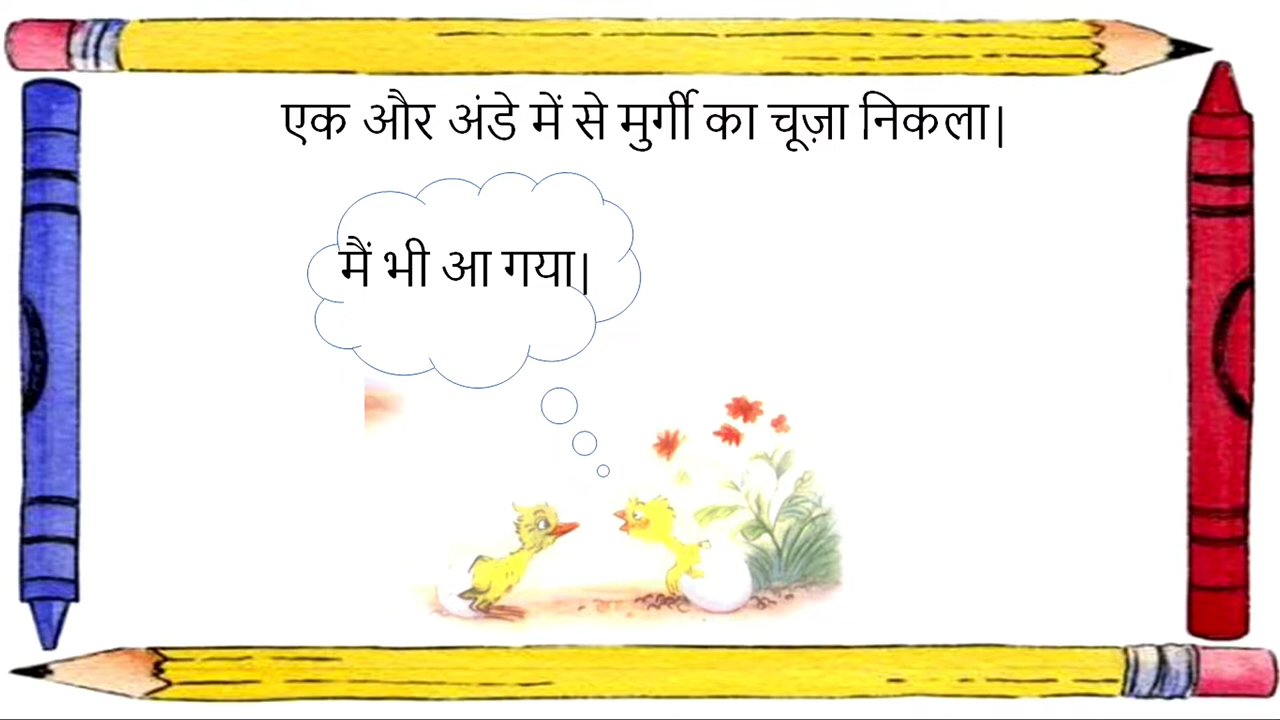 एक और अंडे में से मुर्गी का चूज़ा निकला|
मैं भी आ गया|